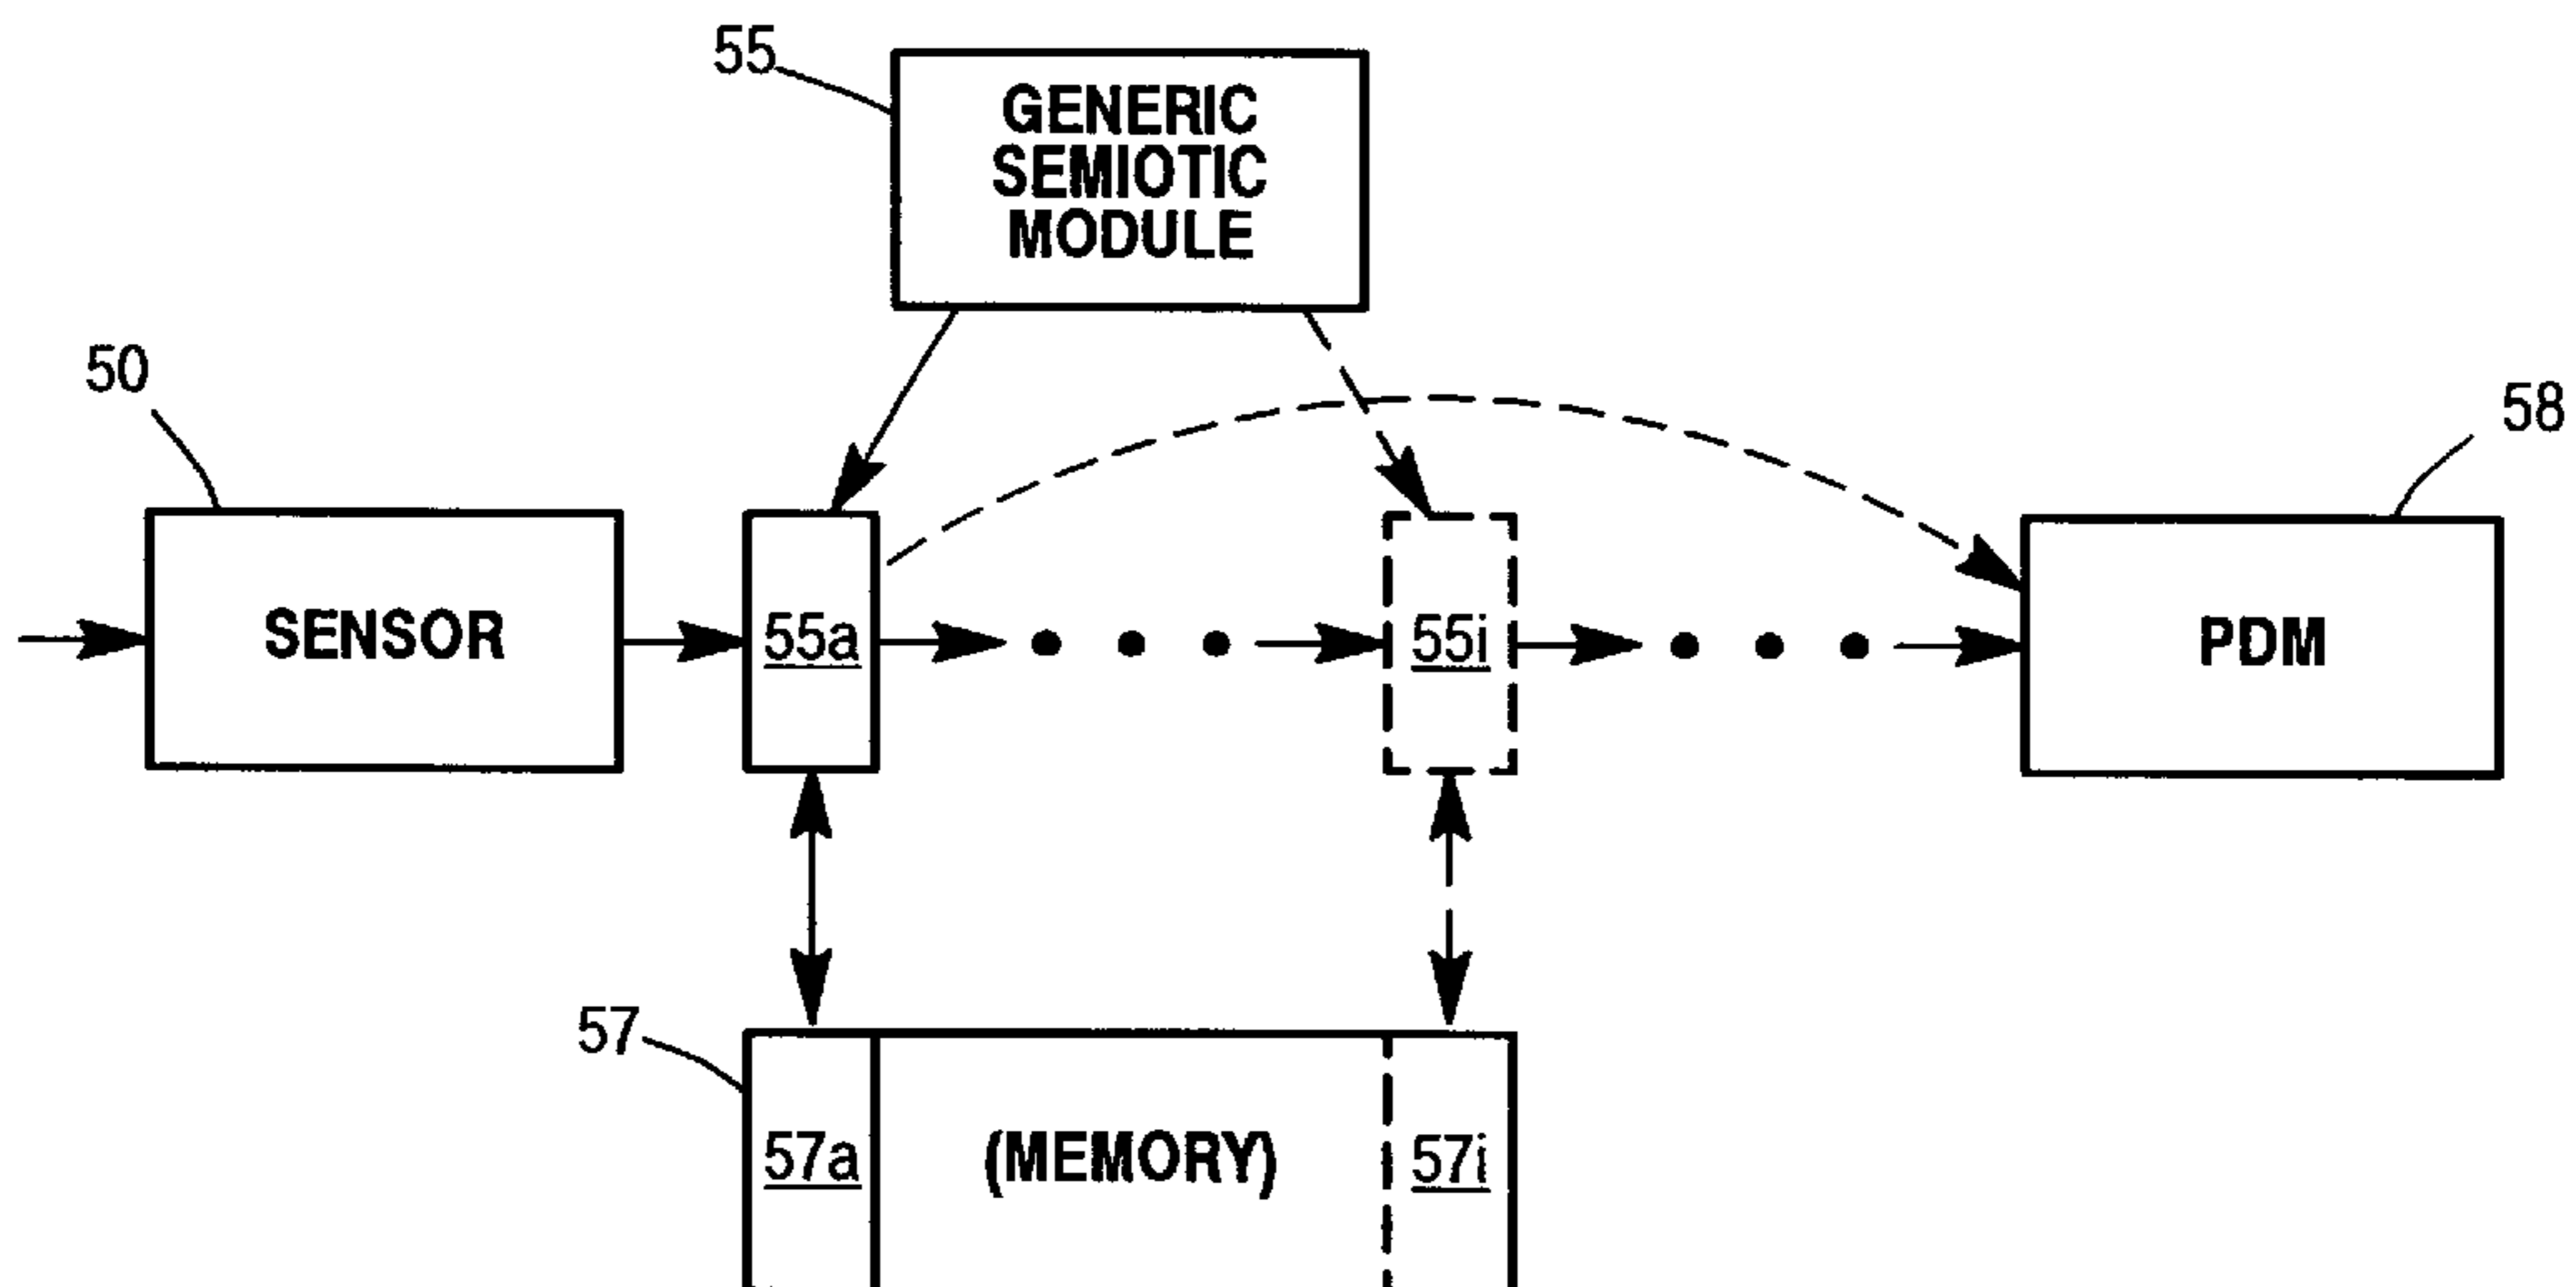 55
GENERIC
SEMIOTIC
MODULE
50
58
SENSOR
55a
55i
PDM
57
57a
(MEMORY)
57i